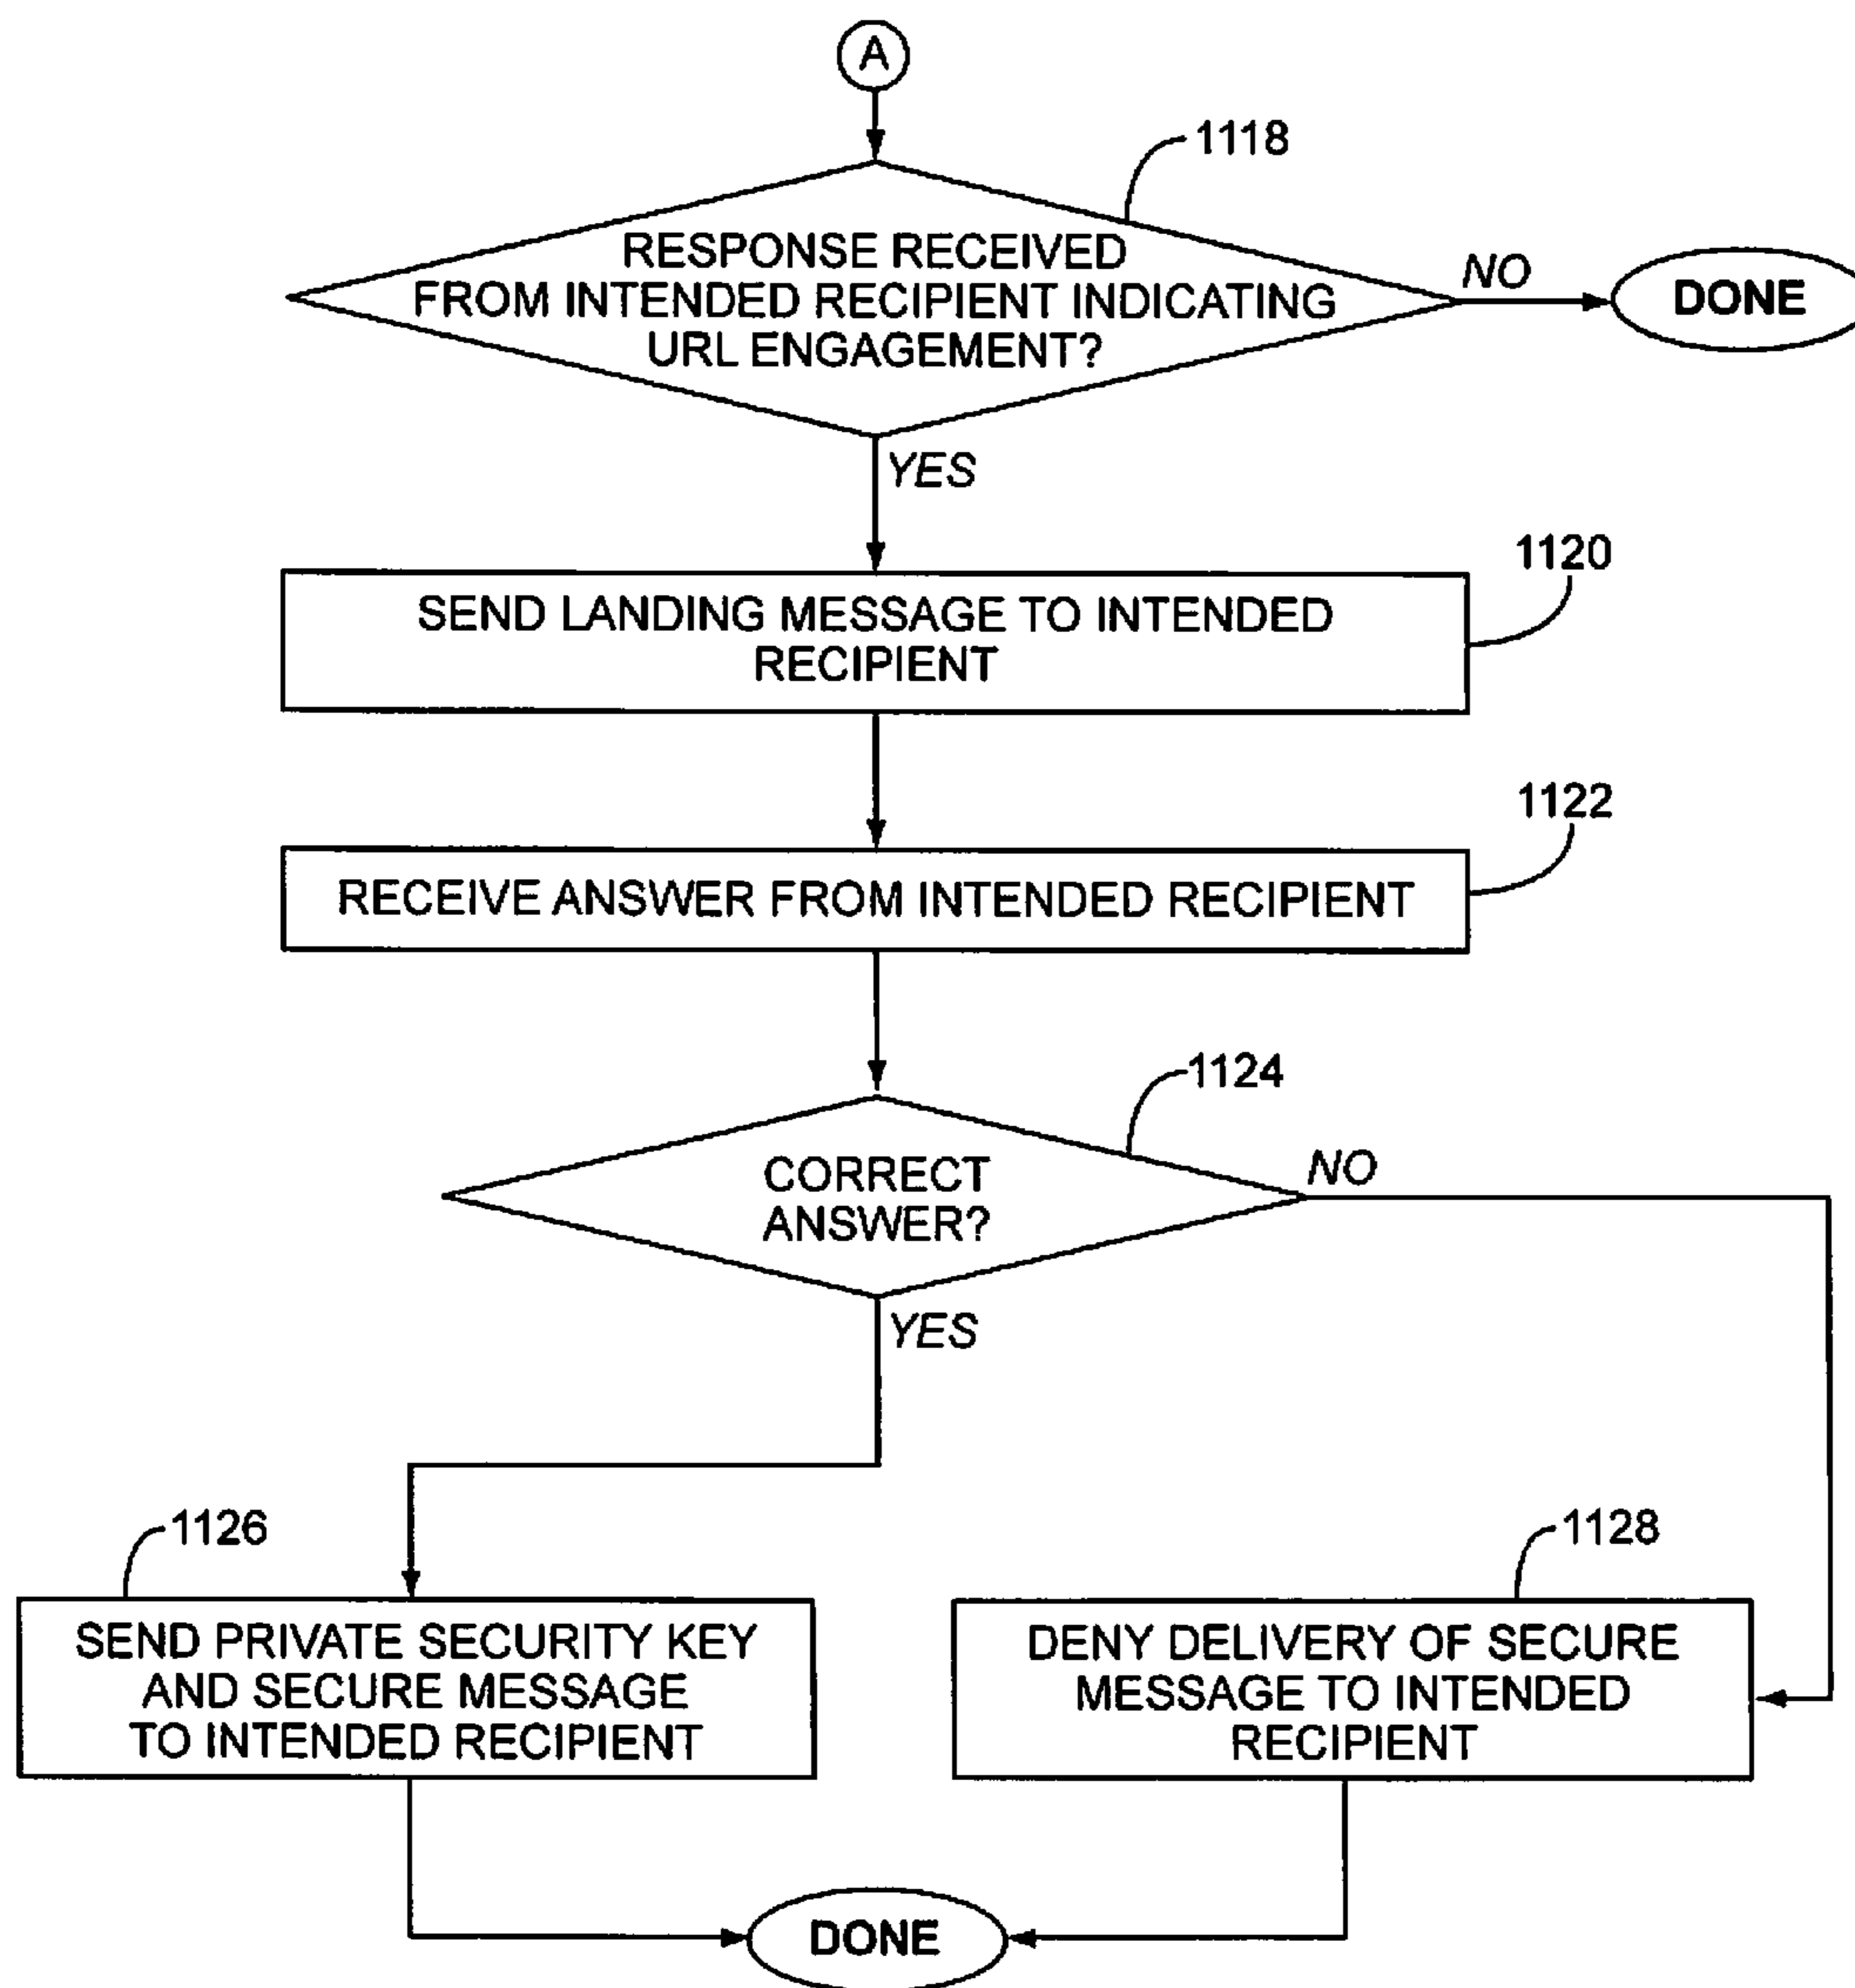 A
1118
RESPONSE RECEIVED
FROM INTENDED RECIPIENT INDICATING
URL ENGAGEMENT?
NO
DONE
YES
1120
SEND LANDING MESSAGE TO INTENDED
RECIPIENT
1122
RECEIVE ANSWER FROM INTENDED RECIPIENT
1124
CORRECT
ANSWER?
NO
YES
1126
SEND PRIVATE SECURITY KEY
AND SECURE MESSAGE
TO INTENDED RECIPIENT
1128
DENY DELIVERY OF SECURE
MESSAGE TO INTENDED
RECIPIENT
DONE